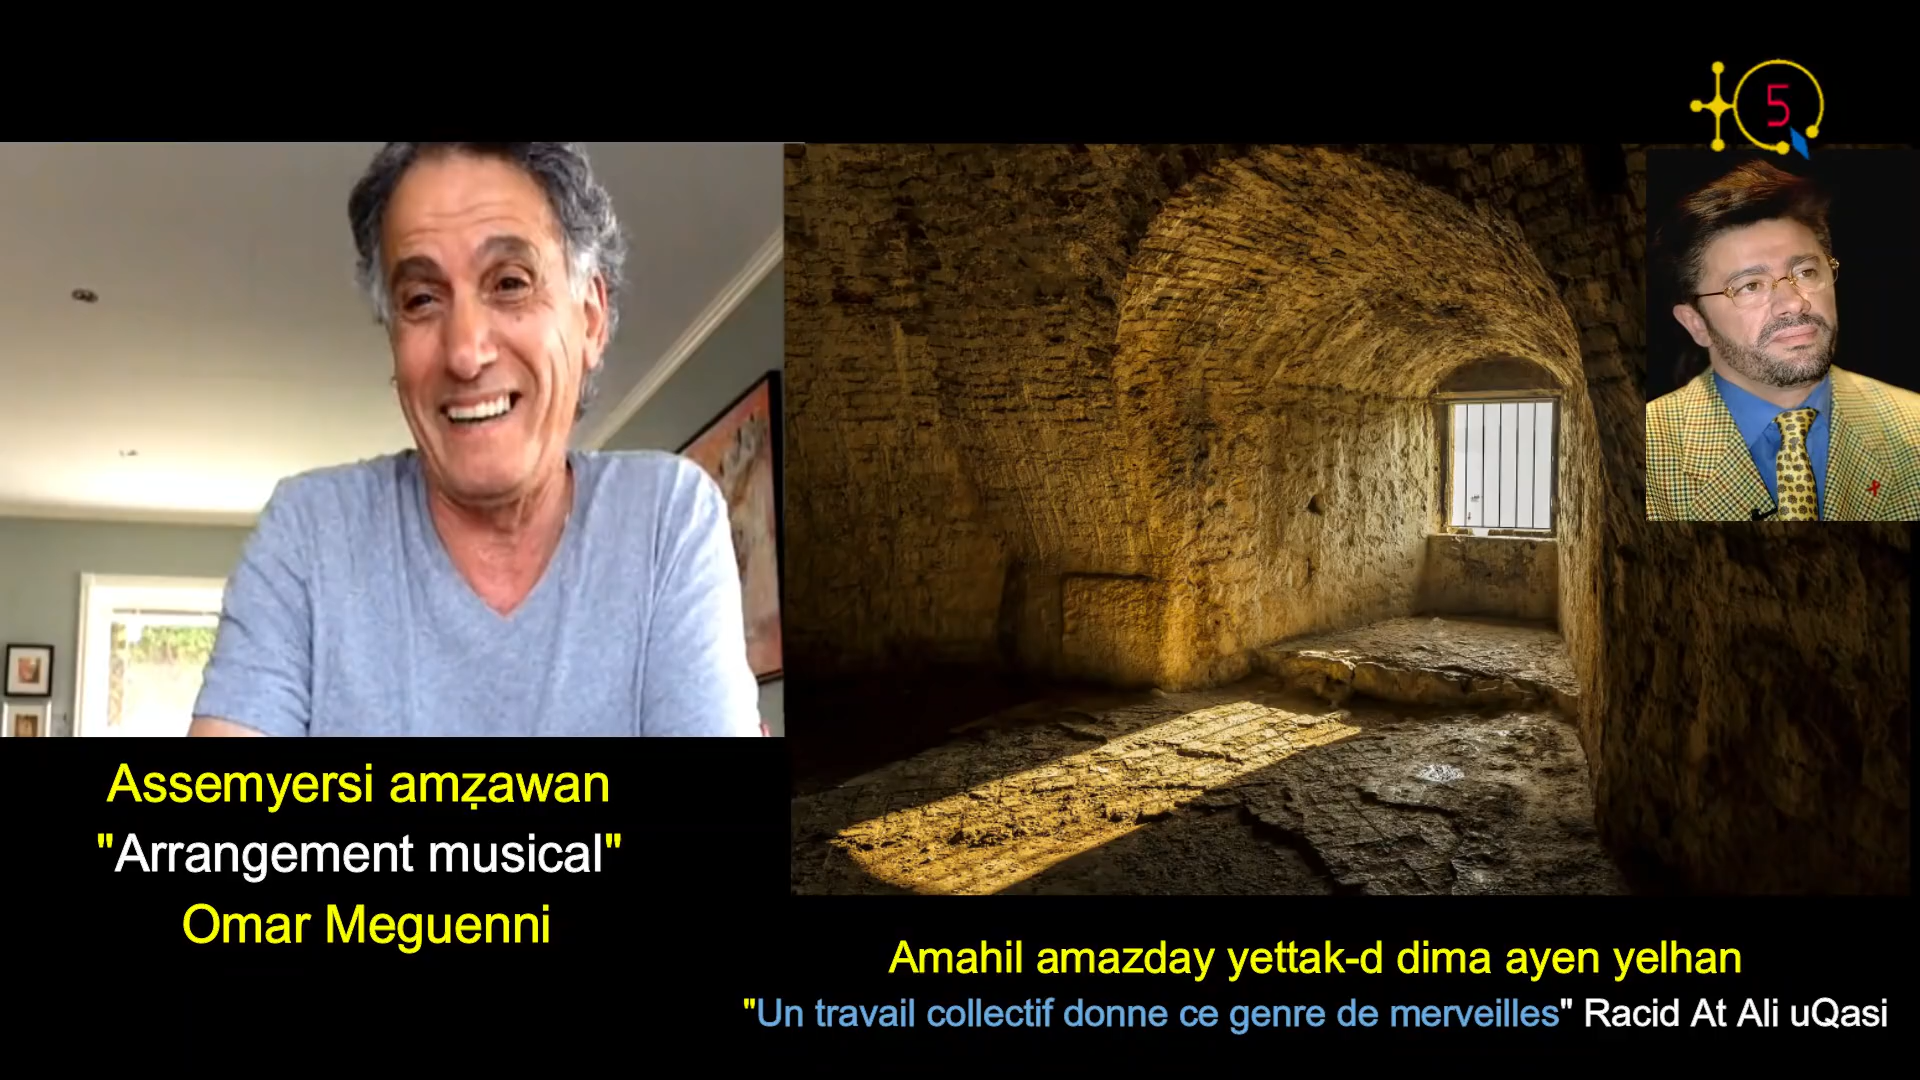 5
Assemyersi amẓawan
"Arrangement musical"
Omar Meguenni
Amahil amazday yettak-d dima ayen yelhan
"Un travail collectif donne ce genre de merveilles" Racid At Ali uQasi